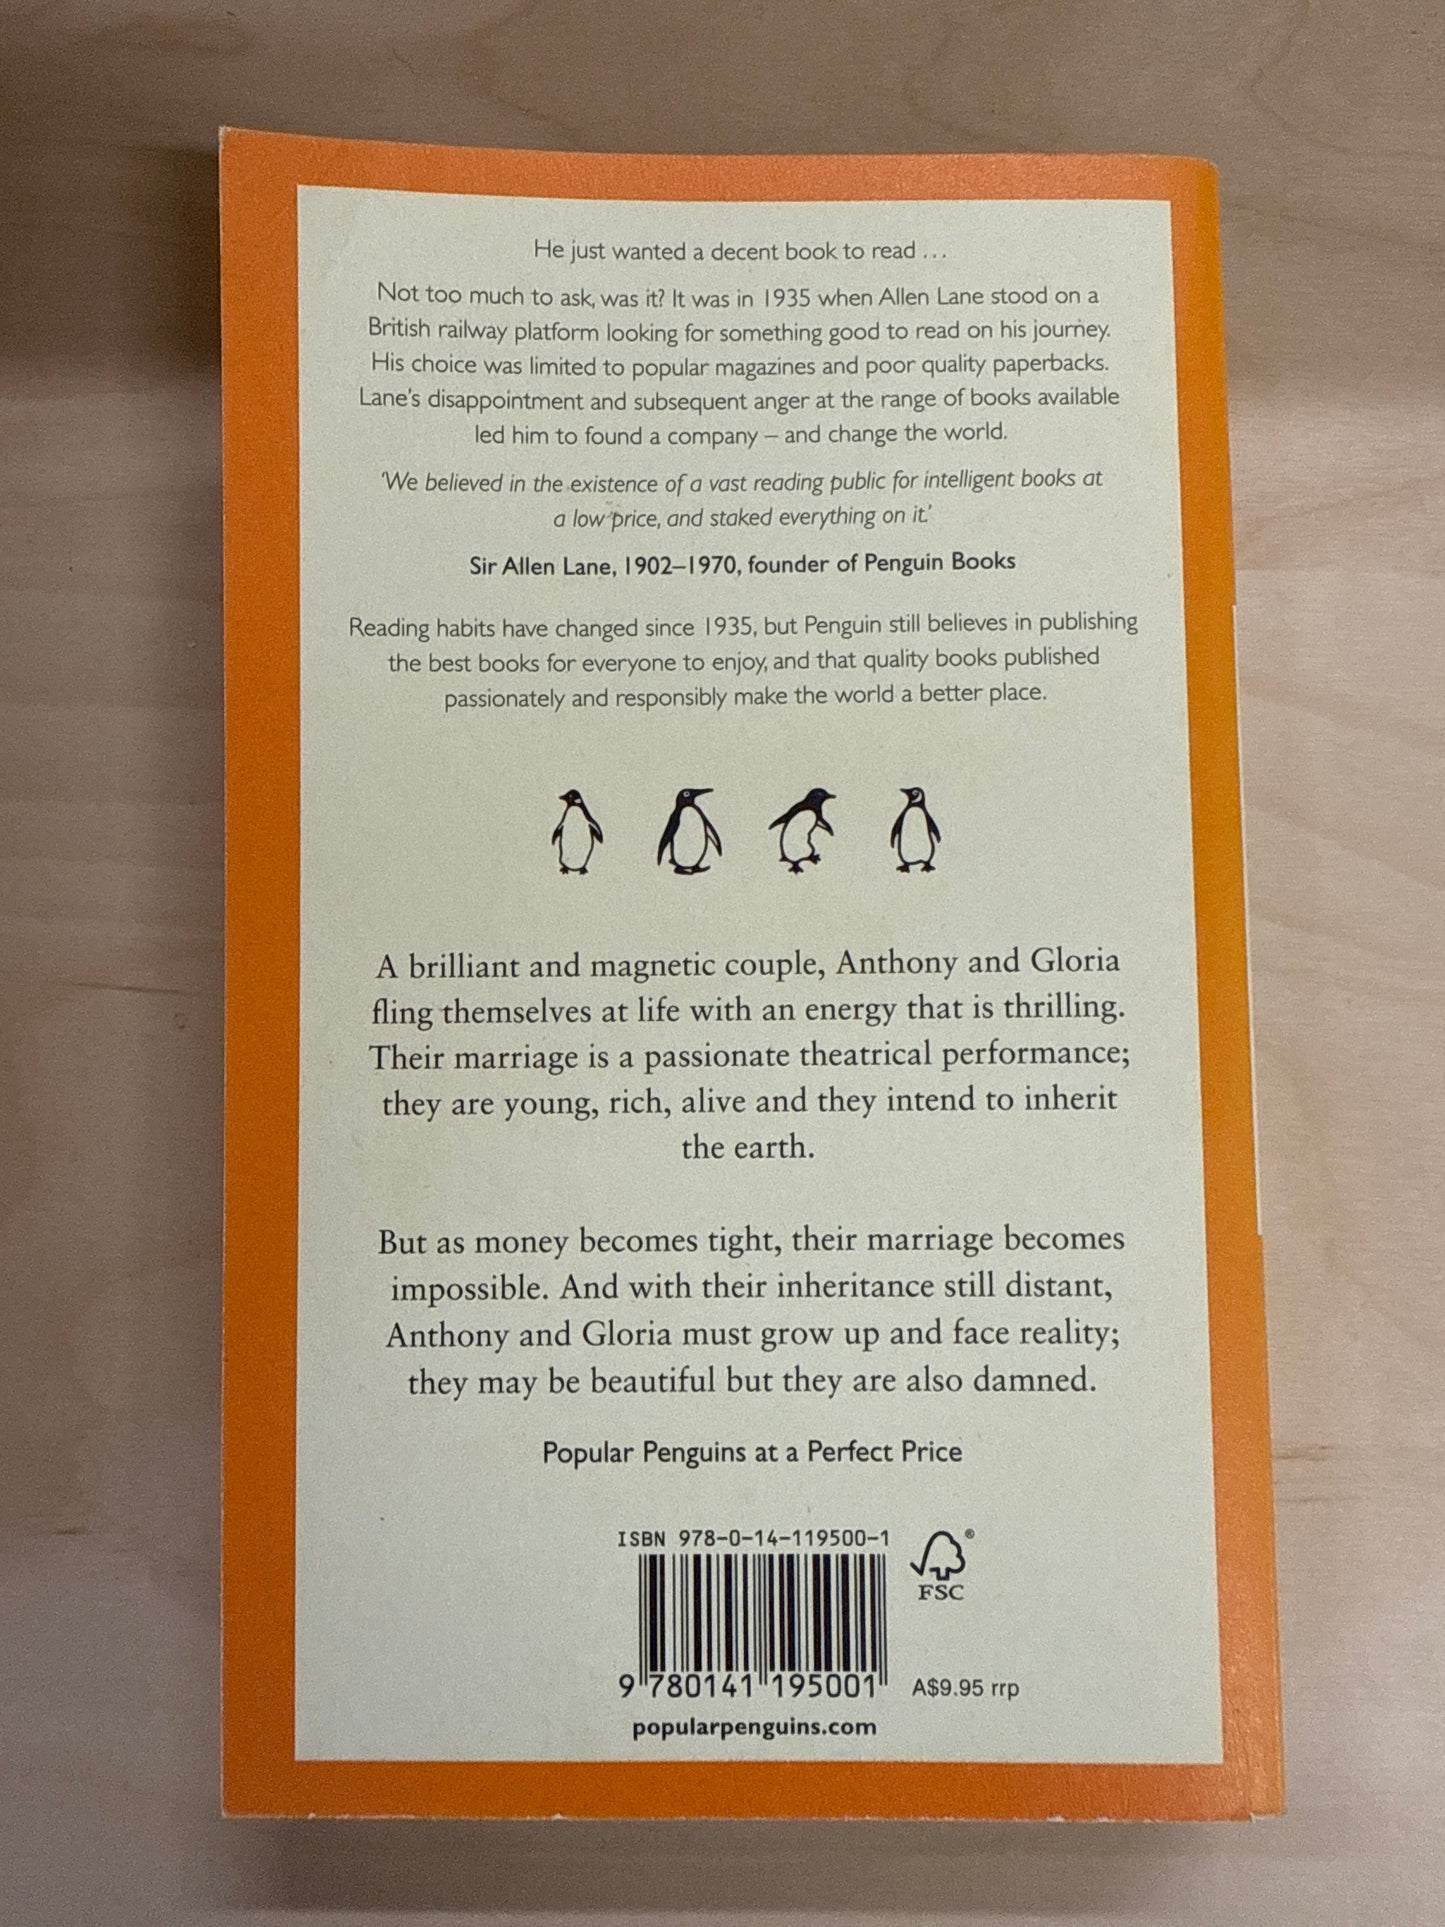 He just wanted a decent book to read ...
Not too much to ask, was it? It was in 1935 when Allen Lane stood on a
British railway platform looking for something good to read on his journey.
His choice was limited to popular magazines and poor quality paperbacks.
Lane's disappointment and subsequent anger at the range of books available
led him to found a company – and change the world.
'We believed in the existence of a vast reading public for intelligent books at
a low price, and staked everything on it.'
Sir Allen Lane, 1902–1970, founder of Penguin Books
Reading habits have changed since 1935, but Penguin still believes in publishing
the best books for everyone to enjoy, and that quality books published
passionately and responsibly make the world a better place.
A brilliant and magnetic couple, Anthony and Gloria
fling themselves at life with an energy that is thrilling.
Their marriage is a passionate theatrical performance;
they are young, rich, alive and they intend to inherit
the earth.
But as money becomes tight, their marriage becomes
impossible. And with their inheritance still distant,
Anthony and Gloria must grow up and face reality;
they may be beautiful but they are also damned.
Popular Penguins at a Perfect Price
ISBN 978-0-14-119500-1
®
FSC
9 780141 195001
A$9.95 rrp
popularpenguins.com